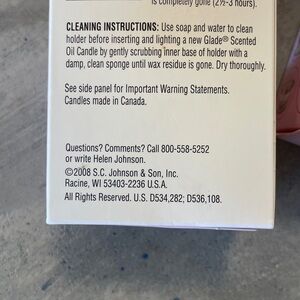 is completely gone (2½-3 hours).
CLEANING INSTRUCTIONS: Use soap and water to clean
holder before inserting and lighting a new Glade® Scented
Oil Candle by gently scrubbing inner base of holder with a
damp, clean sponge until wax residue is gone. Dry thoroughly.
See side panel for Important Warning Statements.
Candles made in Canada.
Questions? Comments? Call 800-558-5252
or write Helen Johnson.
©2008 S.C. Johnson & Son, Inc.
Racine, WI 53403-2236 U.S.A.
All Rights Reserved. U.S. D534,282; D536,108.